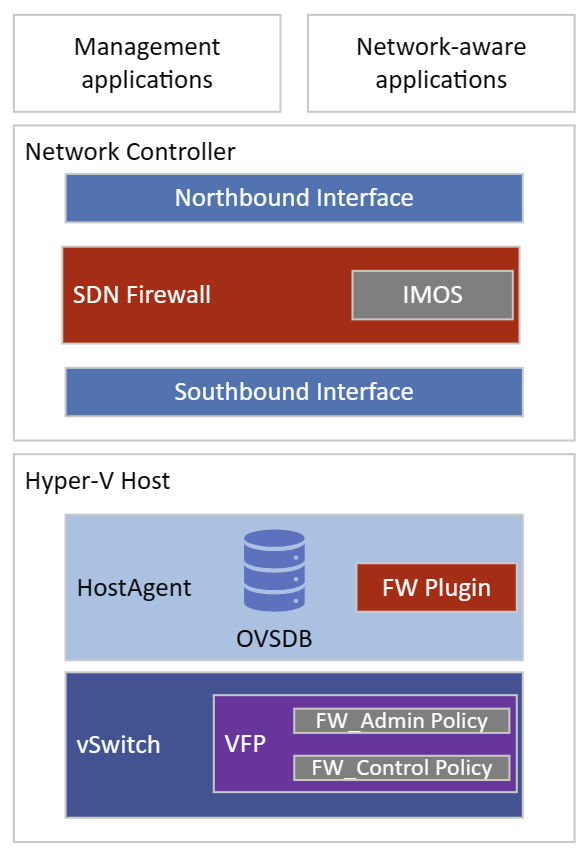 Management
applications
Network-aware
applications
Network Controller
Northbound Interface
SDN Firewall
IMOS
Southbound Interface
Hyper-V Host
HostAgent
OVSDB
FW Plugin
vSwitch
VFP
FW_Admin Policy
FW_Control Policy